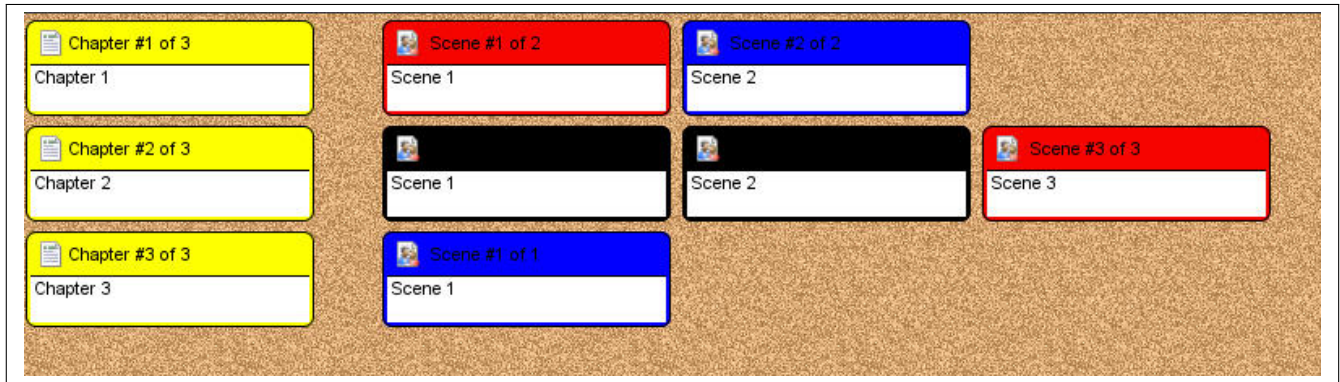 Chapter #1 of 3
Chapter 1
Scene #1 of 2
Scene 1
Scene #2 of 2
Scene 2
Chapter #2 of 3
Chapter 2
Scene 1
Scene 2
Scene #3 of 3
Scene 3
Chapter #3 of 3
Chapter 3
Scene #1 of 1
Scene 1